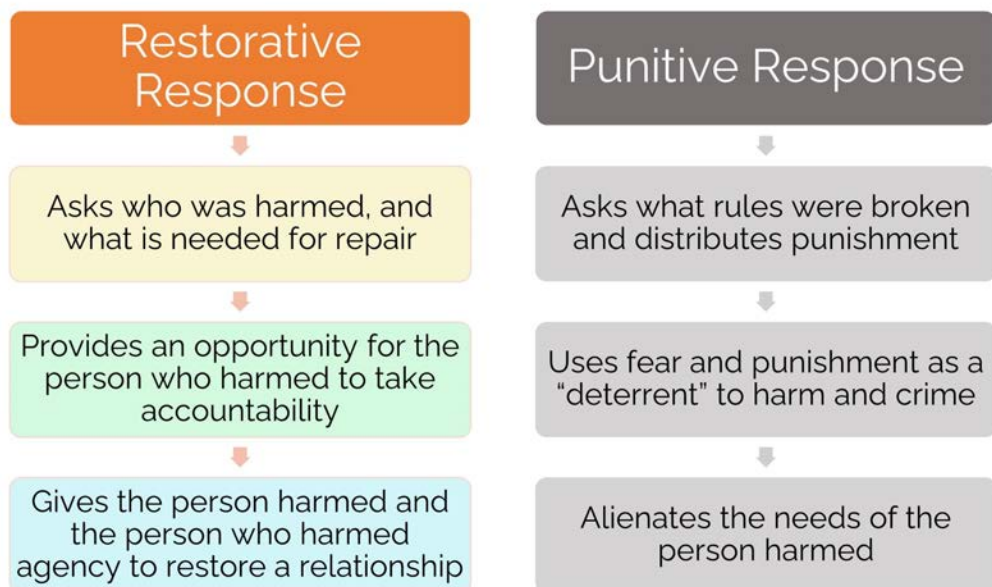 Restorative
Response
Asks who was harmed, and
what is needed for repair
Provides an opportunity for the
person who harmed to take
accountability
Gives the person harmed and
the person who harmed
agency to restore a relationship
Punitive Response
Asks what rules were broken
and distributes punishment
Uses fear and punishment as a
“deterrent” to harm and crime
Alienates the needs of the
person harmed